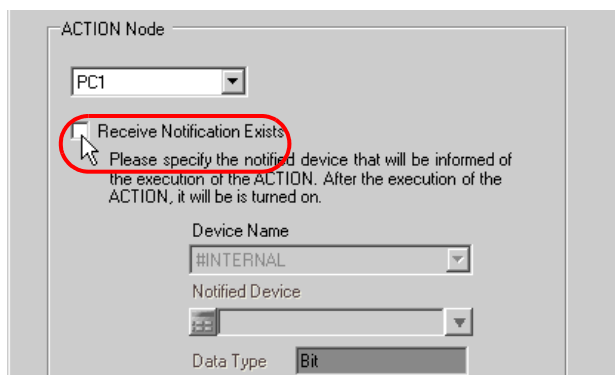 ACTION Node
PC1
Receive Notification Exists
Please specify the notified device that will be informed of
the execution of the ACTION. After the execution of the
ACTION, it will be is turned on.
Device Name
#INTERNAL
Notified Device
Data Type Bit